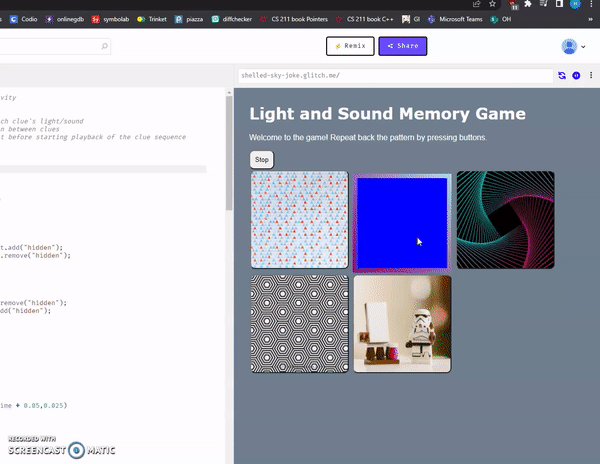 Codio onlinegdb symbolab Trinket piazza diffchecker CS 211 book Pointers CS 211 book C++ GI Microsoft Teams OH
Remix Share
shelled-sky-joke.glitch.me/
Light and Sound Memory Game
Welcome to the game! Repeat back the pattern by pressing buttons.
Stop
vity
ch clue's light/sound
n between clues
t before starting playback of the clue sequence
t.add("hidden");
.remove("hidden");
remove("hidden");
dd("hidden");
ime + 0.05,0.025)
RECORDED WITH
SCREENCAST MATIC